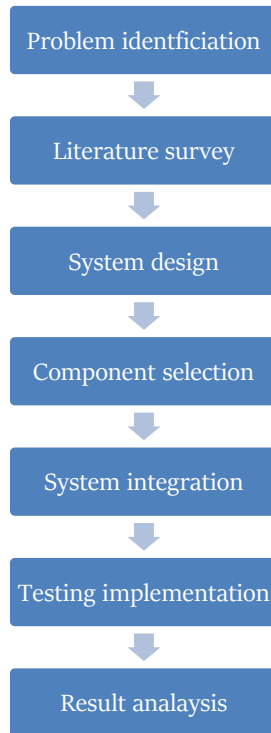 Problem identficiation
Literature survey
System design
Component selection
System integration
Testing implementation
Result analaysis